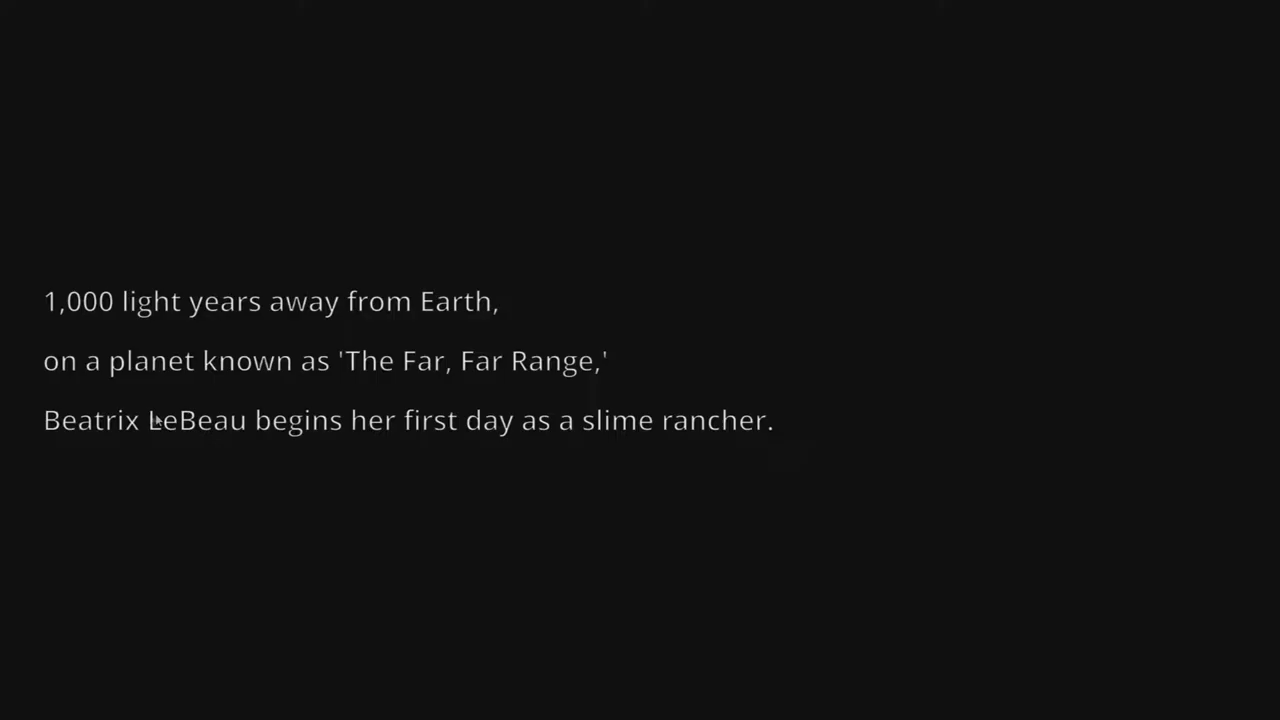 1,000 light years away from Earth,
on a planet known as 'The Far, Far Range,'
Beatrix LeBeau begins her first day as a slime rancher.